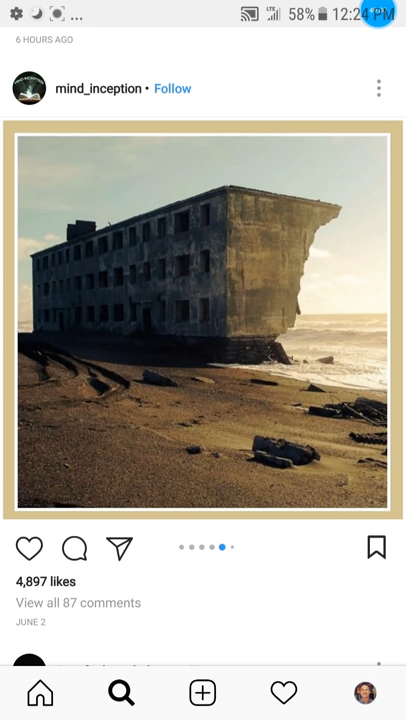 58% 12:24 PM
6 HOURS AGO
mind_inception • Follow
4,897 likes
View all 87 comments
JUNE 2